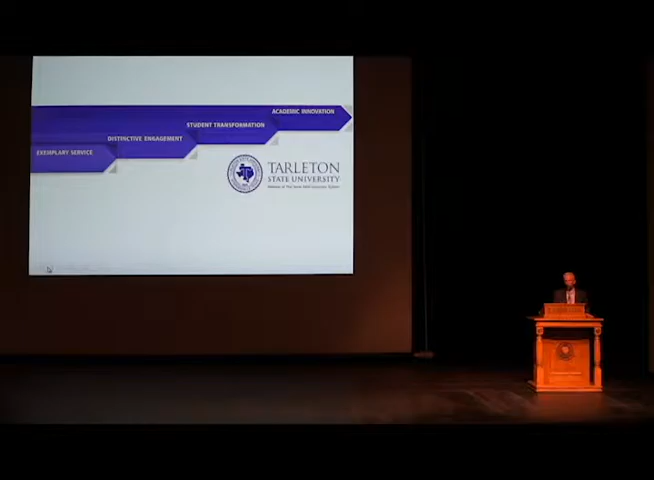 ACADEMIC INNOVATION
STUDENT TRANSFORMATION
DISTINCTIVE ENGAGEMENT
EXEMPLARY SERVICE
TARLETON
STATE UNIVERSITY